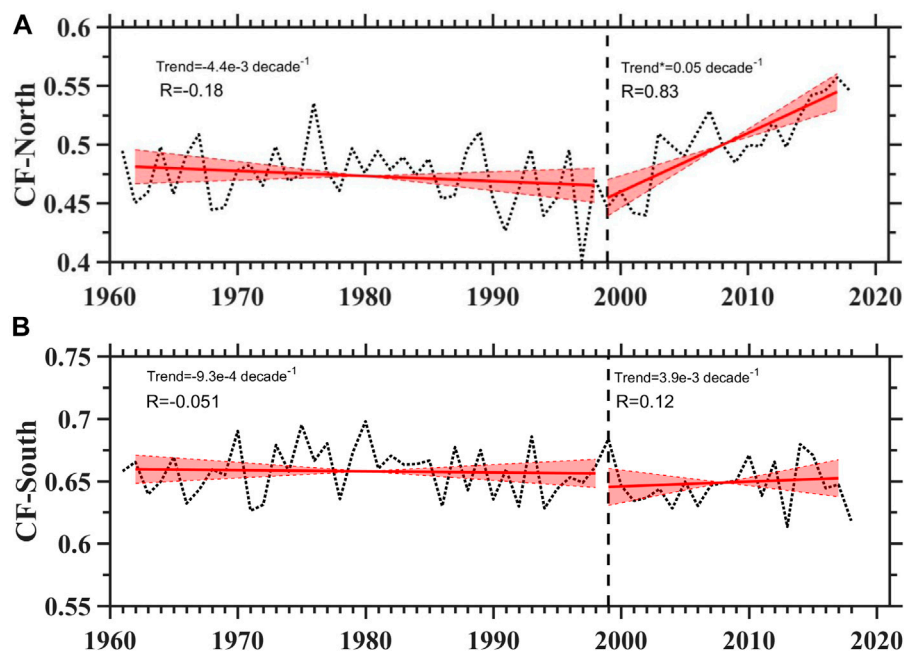 A
CF-North
0.6
0.55
0.5
0.45
0.4
Trend=-4.4e-3 decade⁻¹
R=-0.18
Trend*=0.05 decade⁻¹
R=0.83
1960 1970 1980 1990 2000 2010 2020
B
CF-South
0.75
0.7
0.65
0.6
0.55
Trend=-9.3e-4 decade⁻¹
R=-0.051
Trend=3.9e-3 decade⁻¹
R=0.12
1960 1970 1980 1990 2000 2010 2020